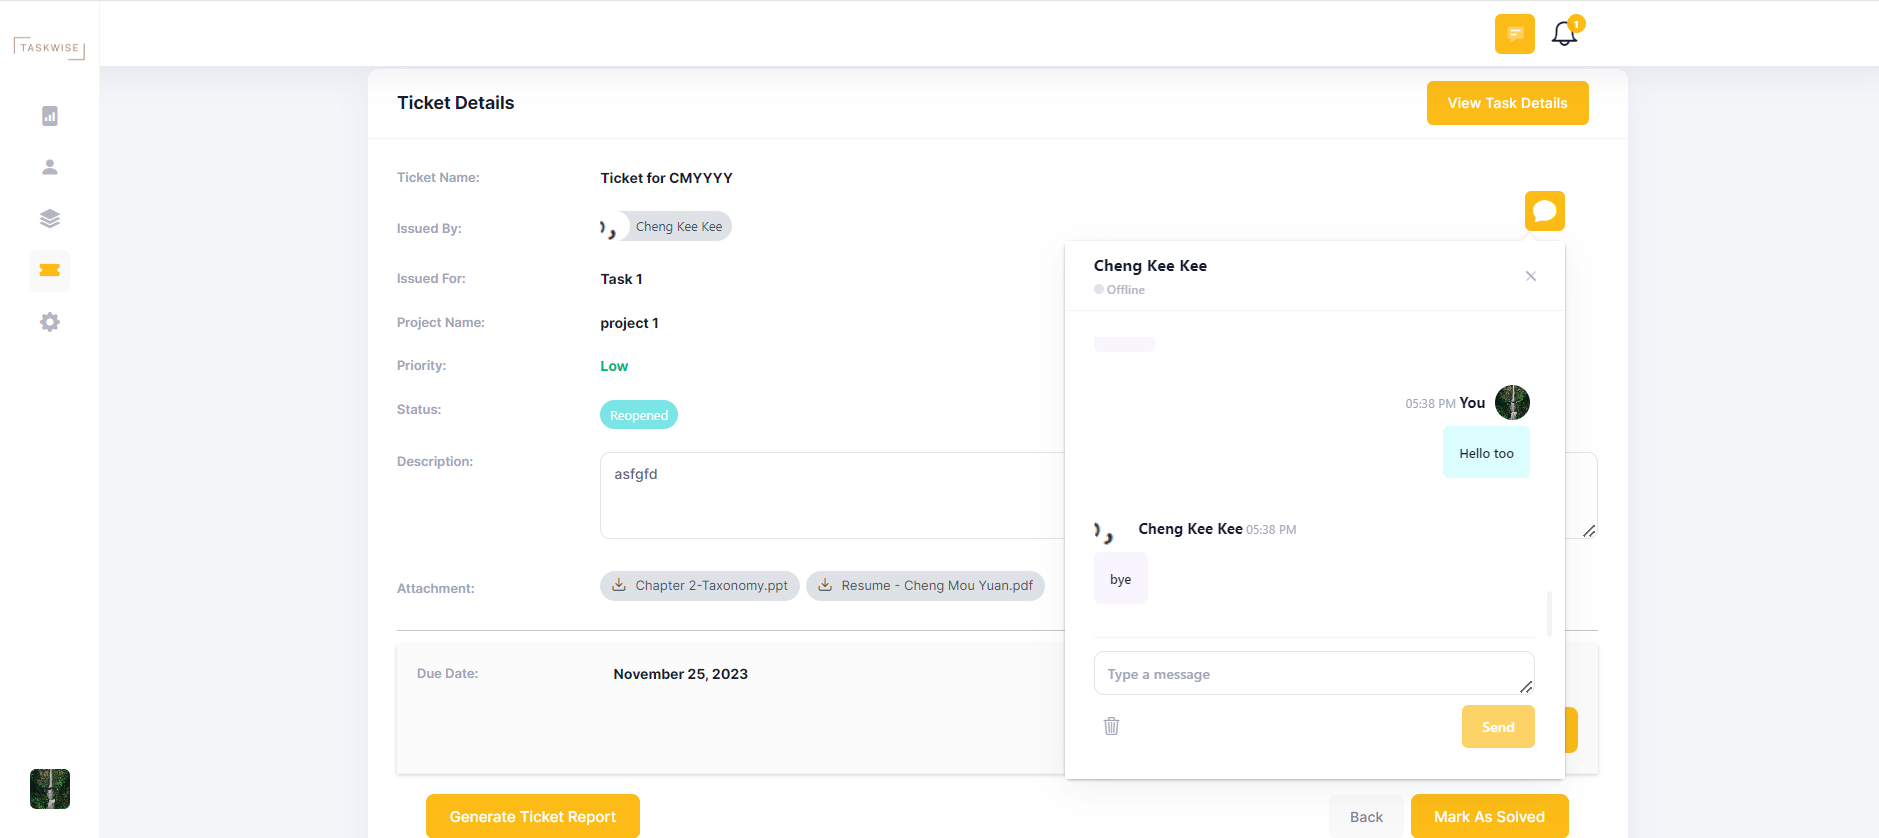 TASKWISE
1
Ticket Details
View Task Details
Ticket Name:
Ticket for CMYYYY
Issued By:
Cheng Kee Kee
Issued For:
Task 1
Project Name:
project 1
Priority:
Low
Status:
Reopened
Description:
asfgfd
Attachment:
Chapter 2-Taxonomy.ppt
Resume - Cheng Mou Yuan.pdf
Due Date:
November 25, 2023
Cheng Kee Kee
Offline
05:38 PM You
Hello too
Cheng Kee Kee 05:38 PM
bye
Type a message
Send
Generate Ticket Report
Back
Mark As Solved